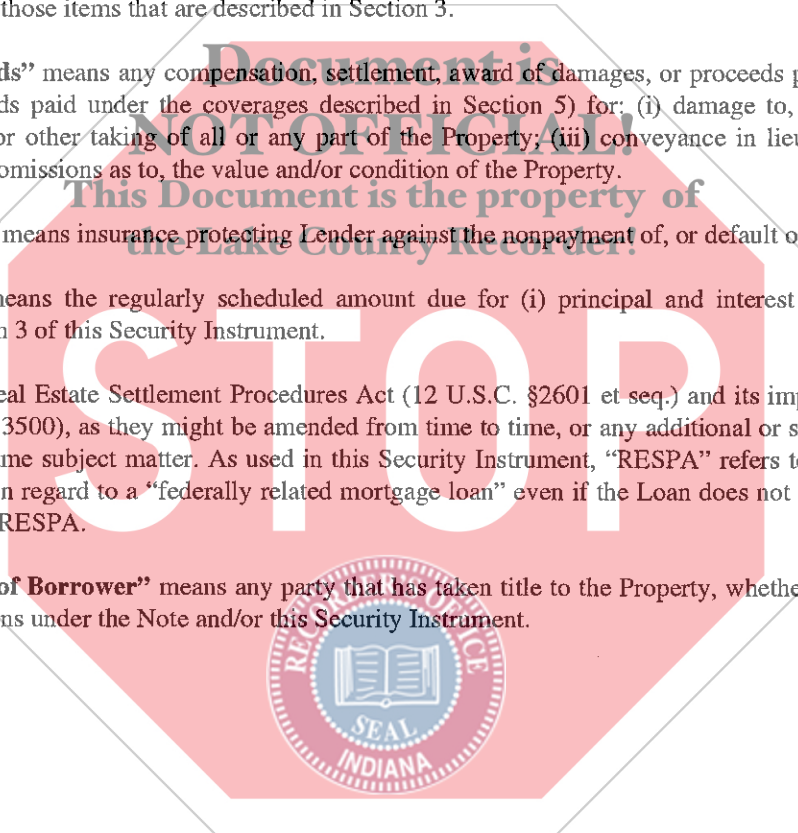 those items that are described in Section 3.
Document is
ds” means any compensation, settlement, award of damages, or proceeds p
ds paid under the coverages described in Section 5) for: (i) damage to,
NOT OFFICIAL!
or other taking of all or any part of the Property; (iii) conveyance in lieu
omissions as to, the value and/or condition of the Property.
This Document is the property of
means insurance protecting Lender against the nonpayment of, or default o
the Lake County Recorder!
means the regularly scheduled amount due for (i) principal and interest
n 3 of this Security Instrument.
STOP
eal Estate Settlement Procedures Act (12 U.S.C. §2601 et seq.) and its imp
3500), as they might be amended from time to time, or any additional or s
me subject matter. As used in this Security Instrument, “RESPA” refers to
n regard to a “federally related mortgage loan” even if the Loan does not
RESPA.
of Borrower” means any party that has taken title to the Property, whethe
ns under the Note and/or this Security Instrument.
RECORDER'S OFFICE
SEAL
INDIANA